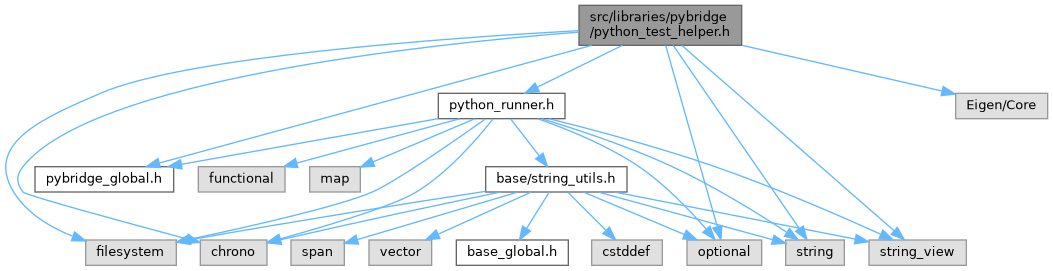 src/libraries/pybridge
/python_test_helper.h
python_runner.h
Eigen/Core
pybridge_global.h
functional
map
base/string_utils.h
filesystem
chrono
span
vector
base_global.h
cstddef
optional
string
string_view